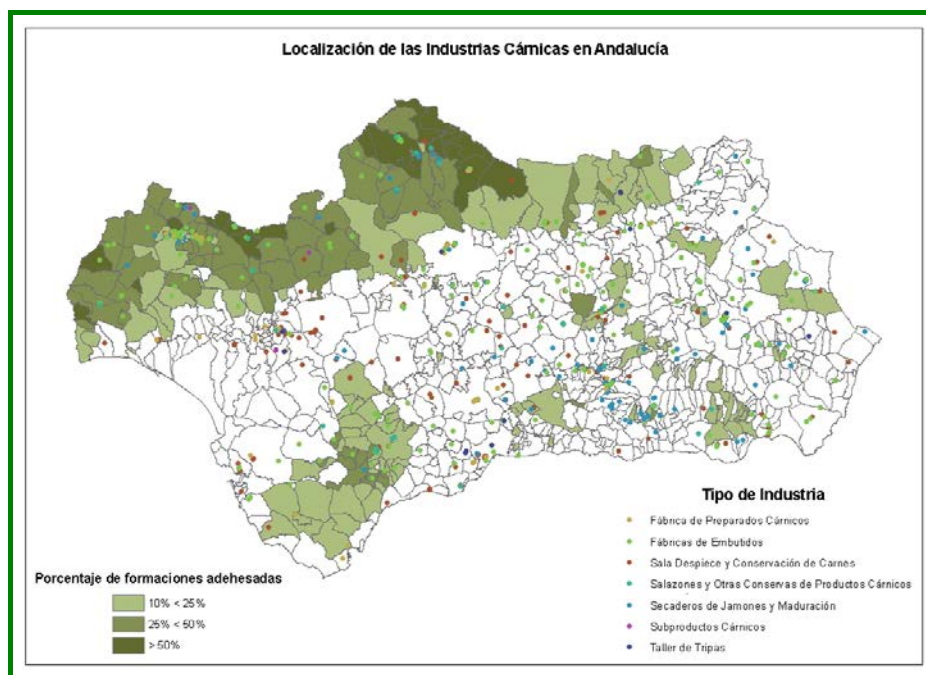 Localización de las Industrias Cárnicas en Andalucía
Tipo de Industria
Fábrica de Preparados Cárnicos
Fábricas de Embutidos
Sala Despiece y Conservación de Carnes
Salazones y Otras Conservas de Productos Cárnicos
Secaderos de Jamones y Maduración
Subproductos Cárnicos
Taller de Tripas
Porcentaje de formaciones adehesadas
10% < 25%
25% < 50%
>50%